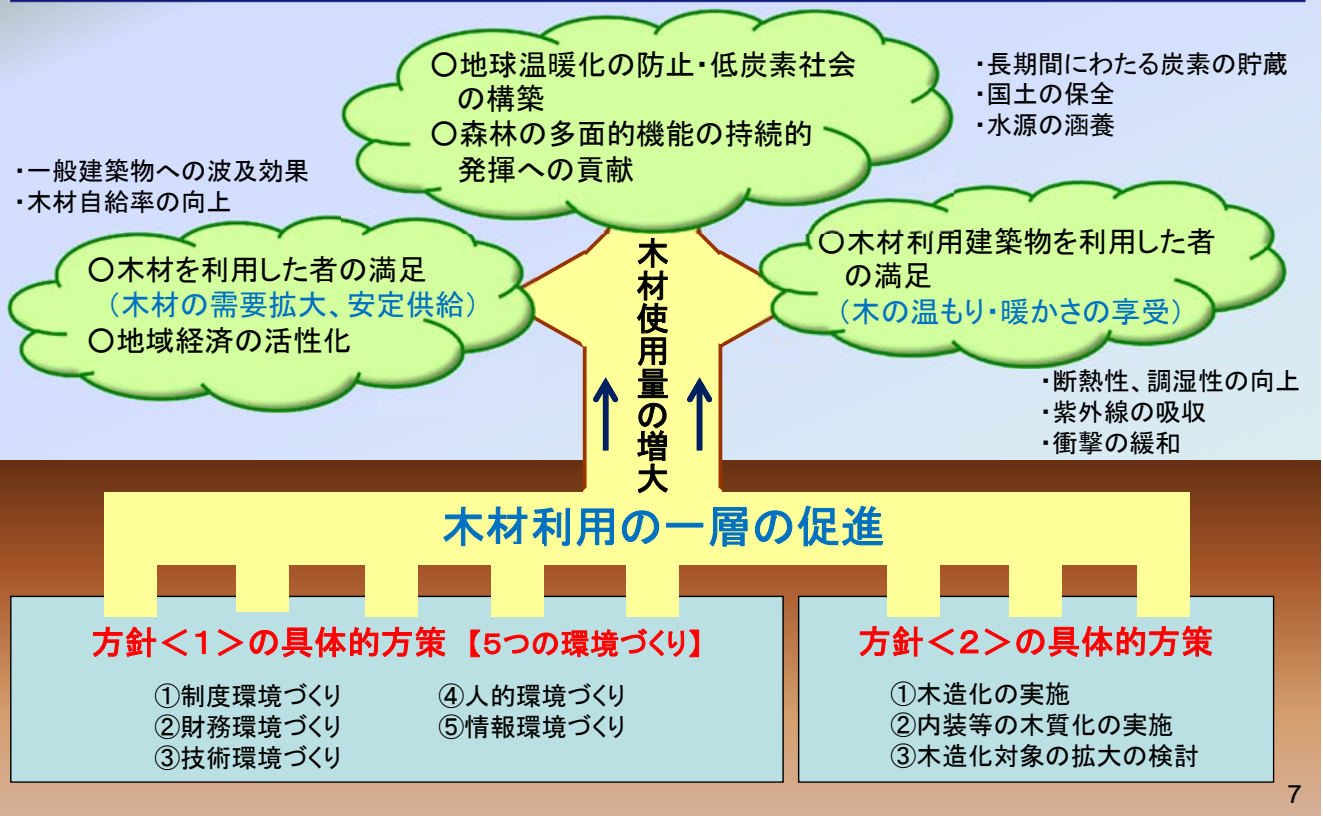 〇地球温暖化の防止・低炭素社会
の構築
〇森林の多面的機能の持続的
発揮への貢献
・長期間にわたる炭素の貯蔵
・国土の保全
・水源の涵養
・一般建築物への波及効果
・木材自給率の向上
〇木材を利用した者の満足
（木材の需要拡大、安定供給）
〇地域経済の活性化
〇木材利用建築物を利用した者
の満足
（木の温もり・暖かさの享受）
・断熱性、調湿性の向上
・紫外線の吸収
・衝撃の緩和
木材使用量の増大
木材利用の一層の促進
方針＜１＞の具体的方策【５つの環境づくり】
①制度環境づくり
②財務環境づくり
③技術環境づくり
④人的環境づくり
⑤情報環境づくり
方針＜２＞の具体的方策
①木造化の実施
②内装等の木質化の実施
③木造化対象の拡大の検討
7